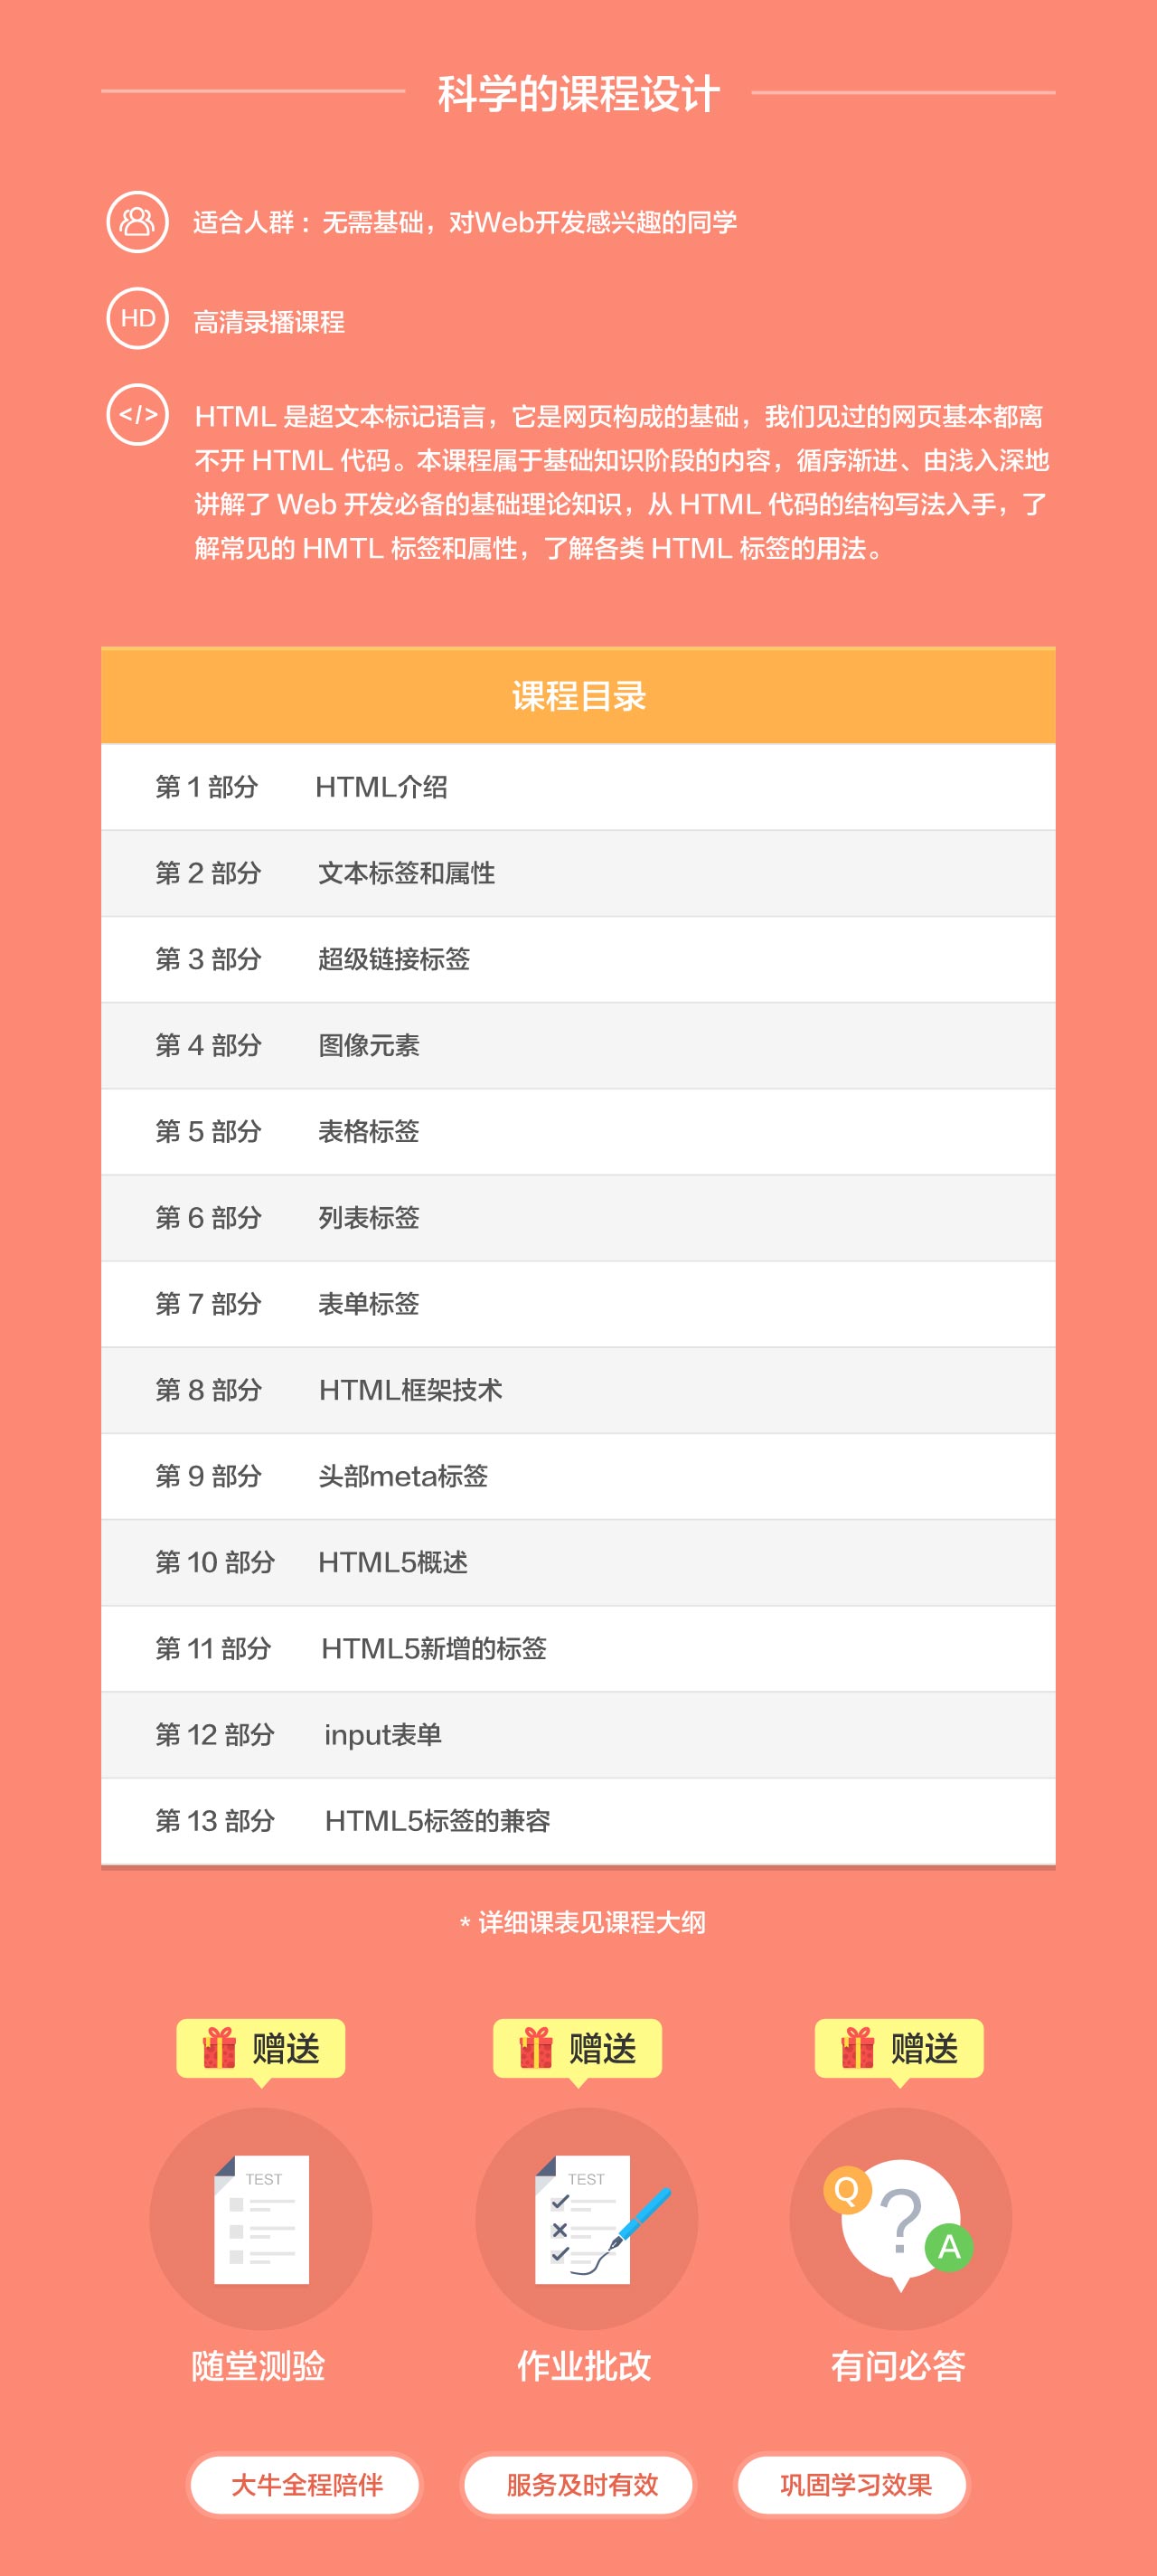 科学的课程设计
适合人群：无需基础，对Web开发感兴趣的同学
HD
高清录播课程
</>
HTML 是超文本标记语言，它是网页构成的基础，我们见过的网页基本都离
不开 HTML 代码。本课程属于基础知识阶段的内容，循序渐进、由浅入深地
讲解了 Web 开发必备的基础理论知识，从 HTML 代码的结构写法入手，了
解常见的 HMTL 标签和属性，了解各类 HTML 标签的用法。
课程目录
第 1 部分 HTML介绍
第 2 部分 文本标签和属性
第 3 部分 超级链接标签
第 4 部分 图像元素
第 5 部分 表格标签
第 6 部分 列表标签
第 7 部分 表单标签
第 8 部分 HTML框架技术
第 9 部分 头部meta标签
第 10 部分 HTML5概述
第 11 部分 HTML5新增的标签
第 12 部分 input表单
第 13 部分 HTML5标签的兼容
* 详细课表见课程大纲
赠送 赠送 赠送
TEST TEST Q ? A
随堂测验 作业批改 有问必答
大牛全程陪伴 服务及时有效 巩固学习效果